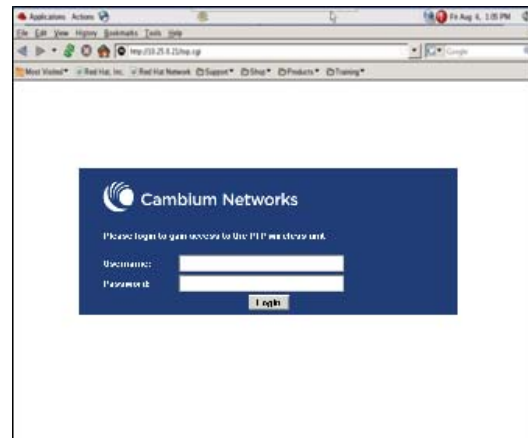 Applications Actions Fri Aug 4, 1:05 PM
File Edit View History Bookmarks Tools Help
Google
Most Visited Red Hat, Inc. Red Hat Network Support Shop Products Training
Cambium Networks
Please login to gain access to the PTP wireless unit
Username:
Password:
Login